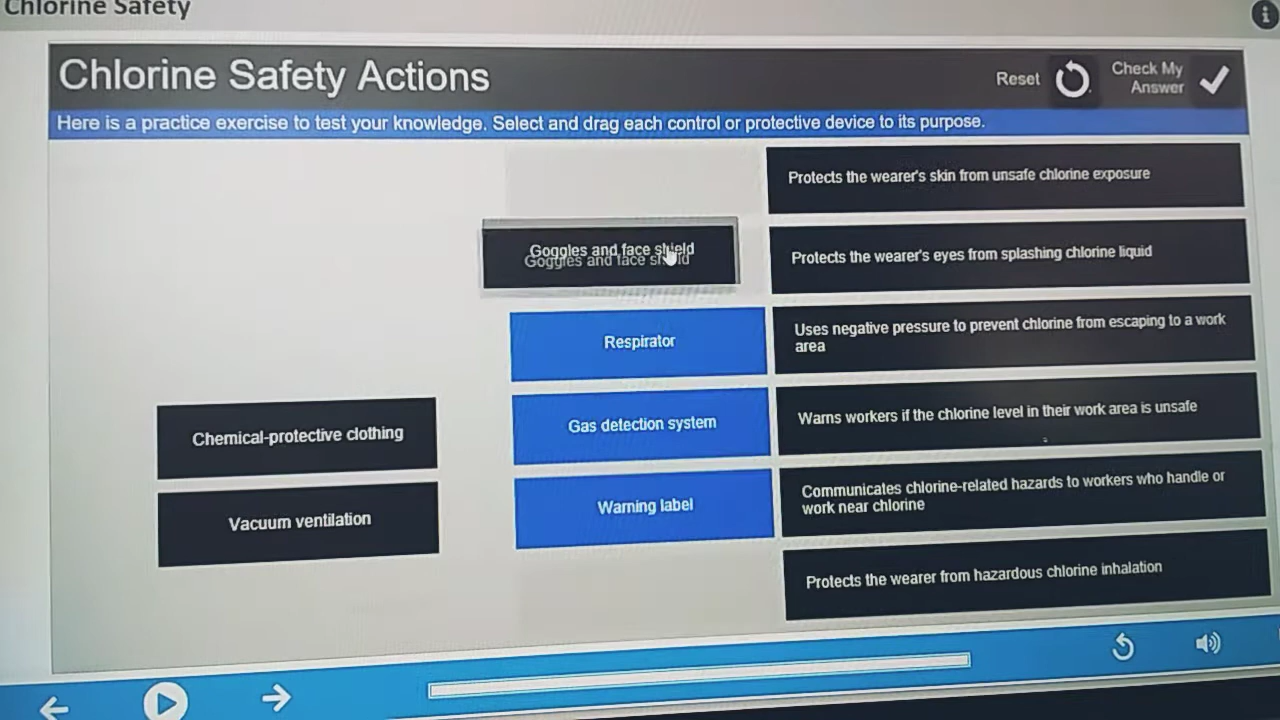 Chlorine Safety
Chlorine Safety Actions
Reset
Check My
Answer
Here is a practice exercise to test your knowledge. Select and drag each control or protective device to its purpose.
Protects the wearer's skin from unsafe chlorine exposure
Goggles and face shield
Goggles and face shield
Protects the wearer's eyes from splashing chlorine liquid
Respirator
Uses negative pressure to prevent chlorine from escaping to a work
area
Chemical-protective clothing
Gas detection system
Warns workers if the chlorine level in their work area is unsafe
Vacuum ventilation
Warning label
Communicates chlorine-related hazards to workers who handle or
work near chlorine
Protects the wearer from hazardous chlorine inhalation